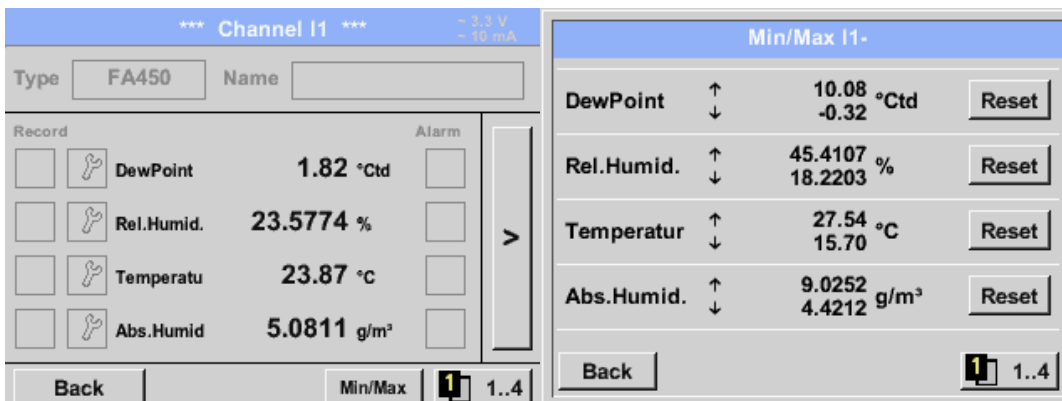 *** Channel I1 ***
~ 3.3 V
~ 10 mA
Type FA450 Name
Record Alarm
DewPoint 1.82 °Ctd
Rel.Humid. 23.5774 %
Temperatu 23.87 °C
Abs.Humid 5.0811 g/m³
>
Back Min/Max 1 1..4
Min/Max I1-
DewPoint ↑ 10.08 °Ctd Reset
↓ -0.32
Rel.Humid. ↑ 45.4107 % Reset
↓ 18.2203
Temperatur ↑ 27.54 °C Reset
↓ 15.70
Abs.Humid. ↑ 9.0252 g/m³ Reset
↓ 4.4212
Back 1 1..4